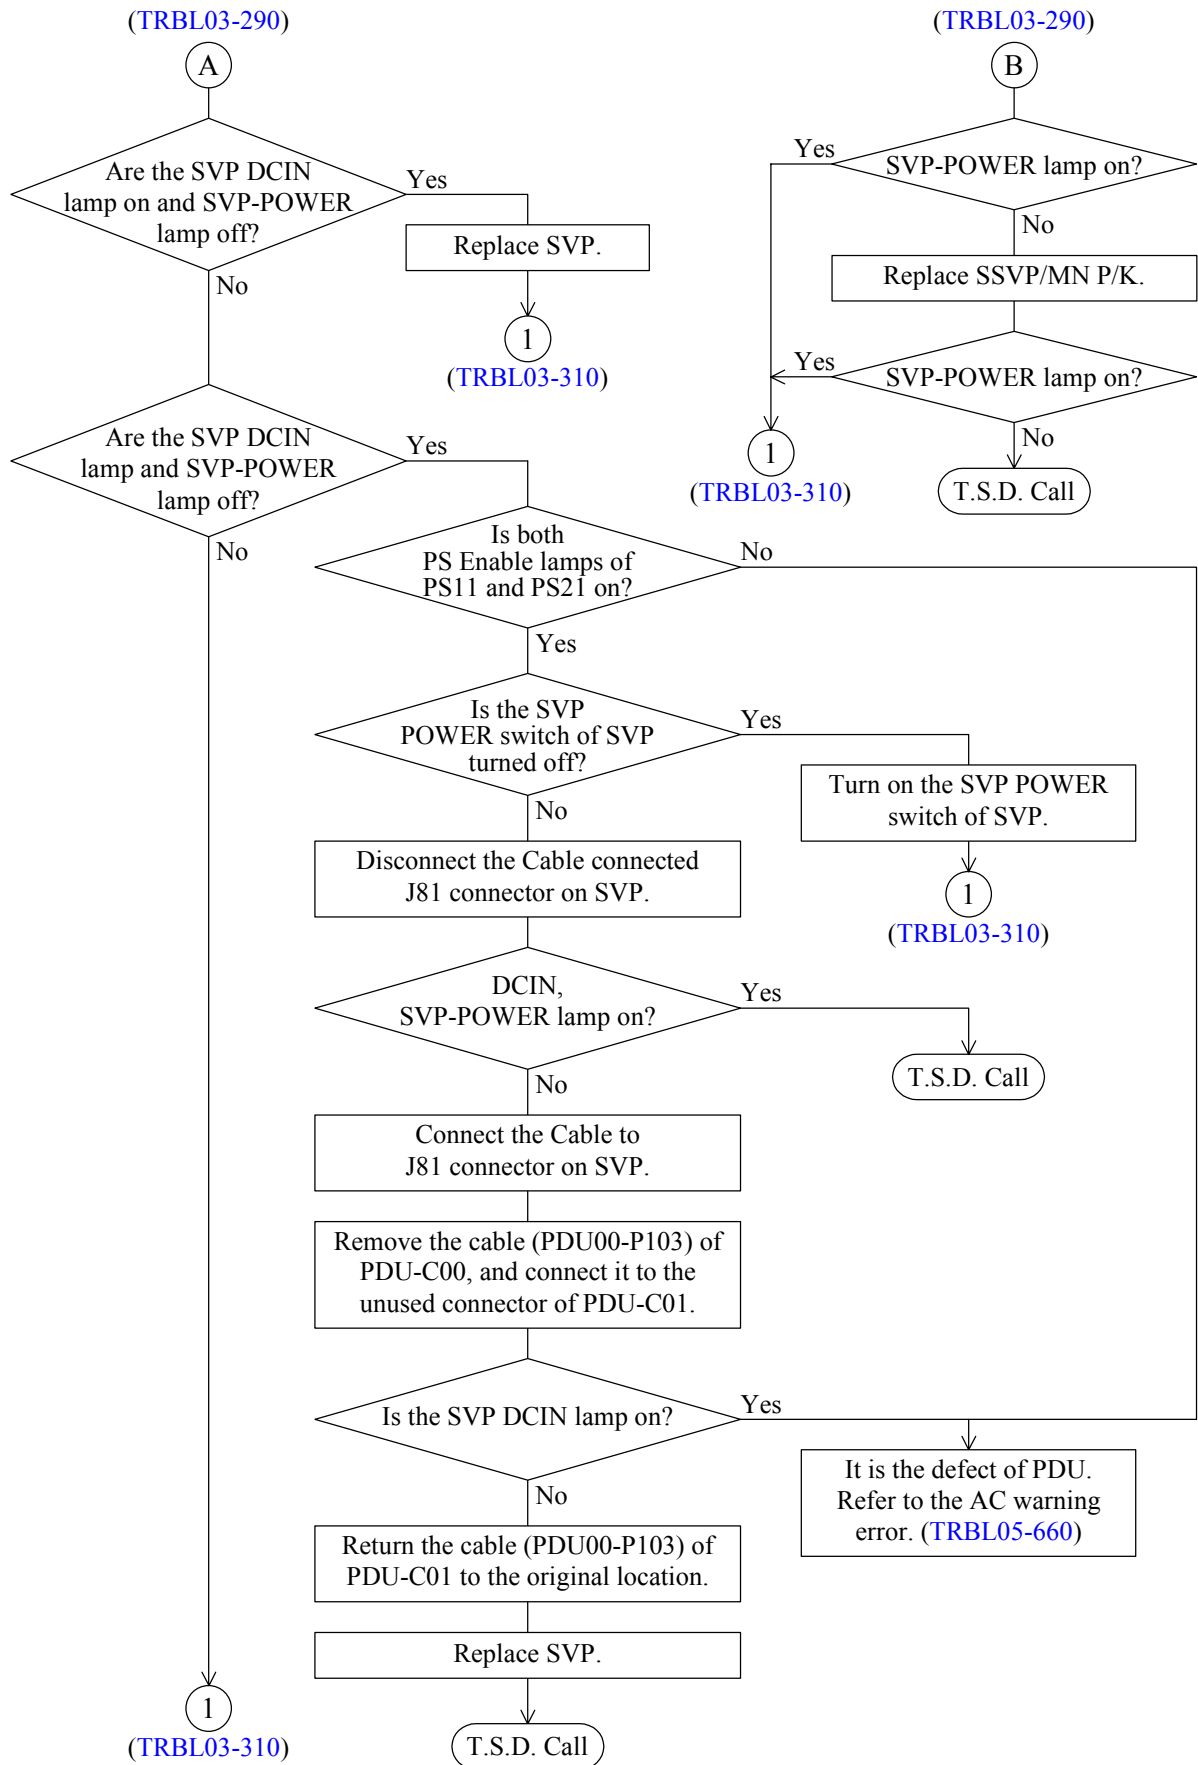 (TRBL03-290)
A
Are the SVP DCIN
lamp on and SVP-POWER
lamp off?
Yes
Replace SVP.
1
(TRBL03-310)
No
Are the SVP DCIN
lamp and SVP-POWER
lamp off?
Yes
No
Is both
PS Enable lamps of
PS11 and PS21 on?
No
Yes
Is the SVP
POWER switch of SVP
turned off?
Yes
Turn on the SVP POWER
switch of SVP.
1
(TRBL03-310)
No
Disconnect the Cable connected
J81 connector on SVP.
DCIN,
SVP-POWER lamp on?
Yes
T.S.D. Call
No
Connect the Cable to
J81 connector on SVP.
Remove the cable (PDU00-P103) of
PDU-C00, and connect it to the
unused connector of PDU-C01.
Is the SVP DCIN lamp on?
Yes
It is the defect of PDU.
Refer to the AC warning
error. (TRBL05-660)
No
Return the cable (PDU00-P103) of
PDU-C01 to the original location.
Replace SVP.
T.S.D. Call
1
(TRBL03-310)
(TRBL03-290)
B
SVP-POWER lamp on?
Yes
No
Replace SSVP/MN P/K.
SVP-POWER lamp on?
Yes
1
(TRBL03-310)
No
T.S.D. Call